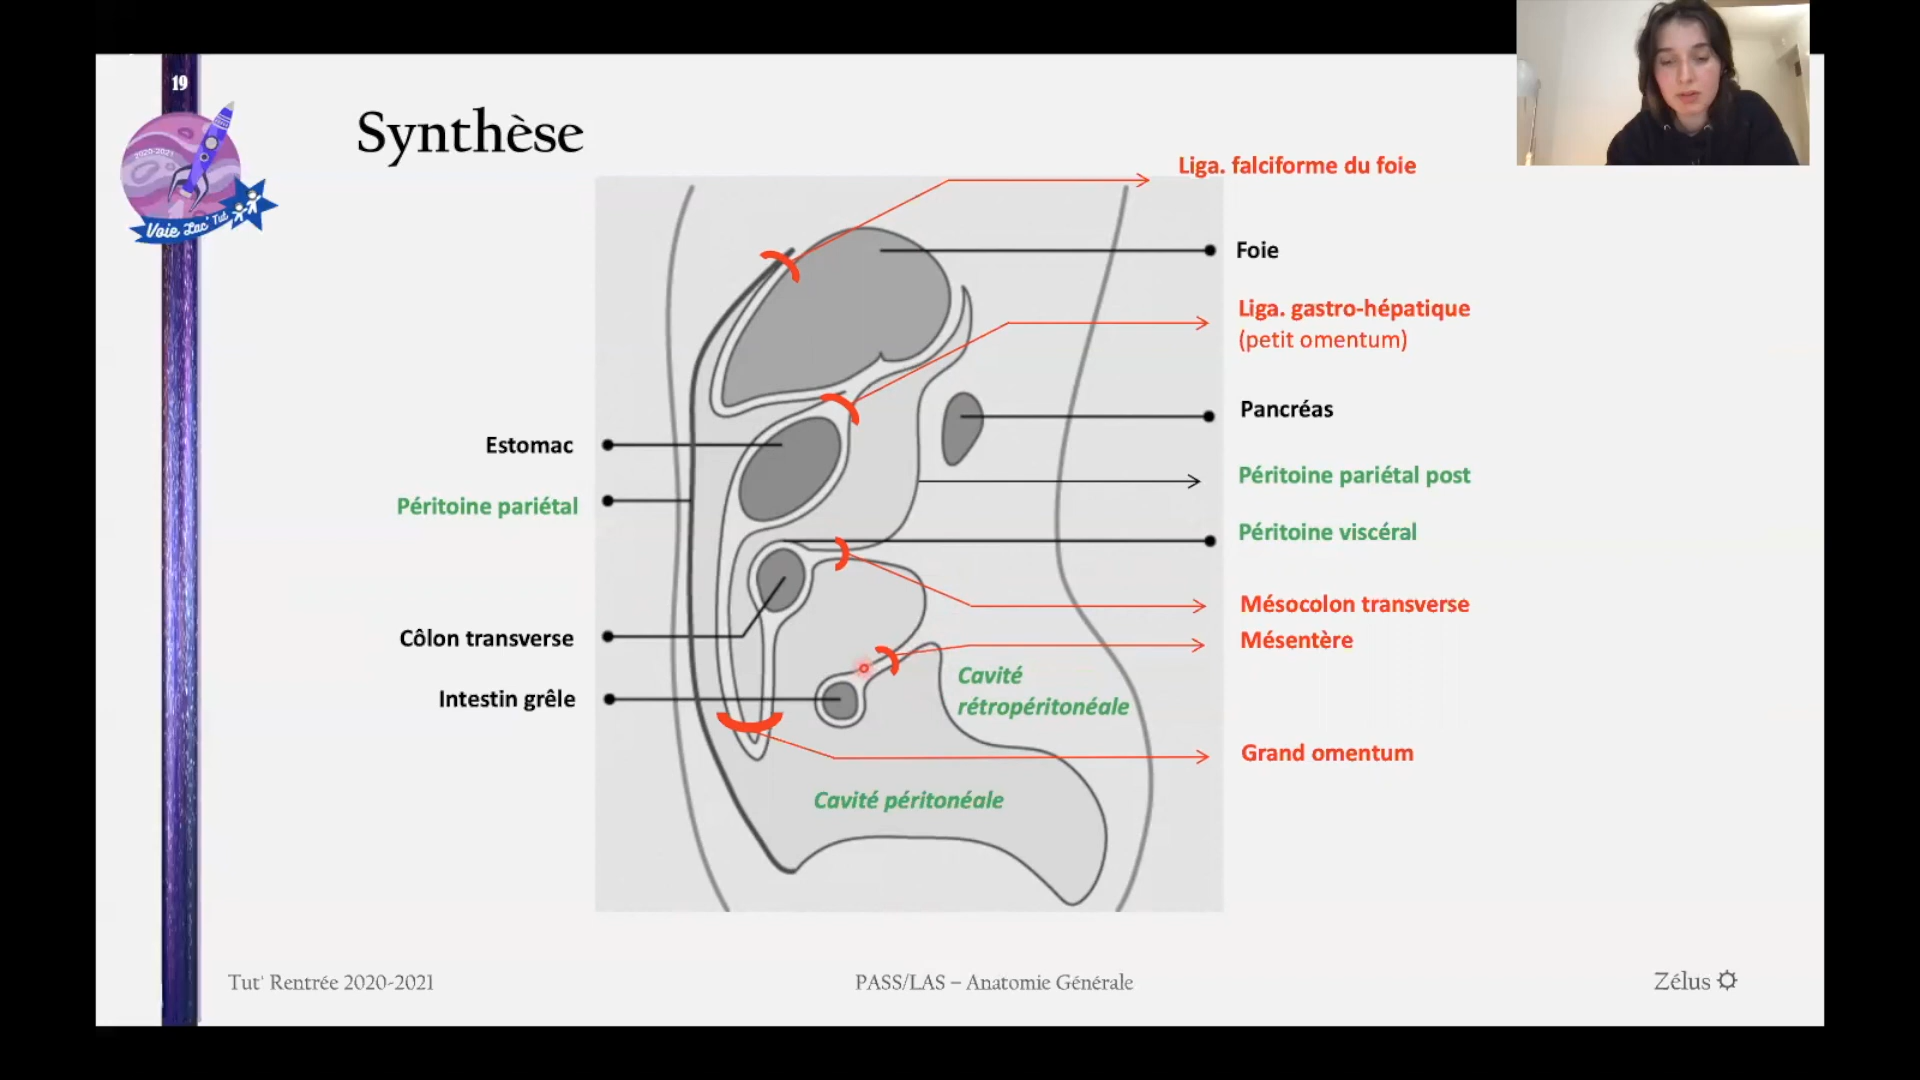 19
2020-2021
Voie Lac' Tut'
Synthèse
Liga. falciforme du foie
Foie
Liga. gastro-hépatique
(petit omentum)
Pancréas
Estomac
Péritoine pariétal post
Péritoine pariétal
Péritoine viscéral
Mésocolon transverse
Côlon transverse
Mésentère
Cavité
rétropéritonéale
Intestin grêle
Grand omentum
Cavité péritonéale
Tut' Rentrée 2020-2021
PASS/LAS – Anatomie Générale
Zélus